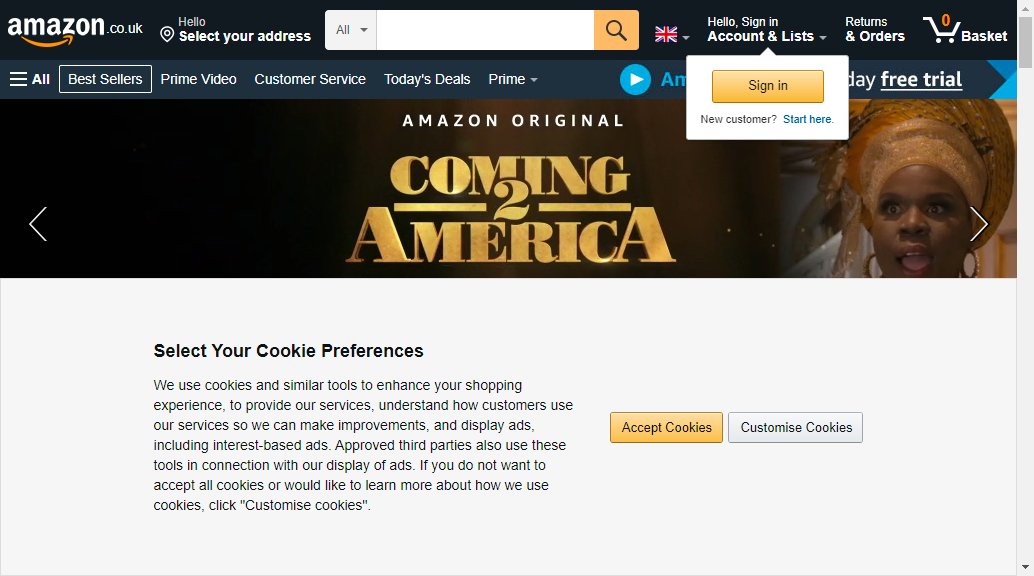 amazon.co.uk
Hello
Select your address
All
Hello, Sign in
Account & Lists
Returns
& Orders
0
Basket
All
Best Sellers
Prime Video
Customer Service
Today's Deals
Prime
free trial
Sign in
New customer? Start here.
AMAZON ORIGINAL
COMING
2
AMERICA
Select Your Cookie Preferences
We use cookies and similar tools to enhance your shopping
experience, to provide our services, understand how customers use
our services so we can make improvements, and display ads,
including interest-based ads. Approved third parties also use these
tools in connection with our display of ads. If you do not want to
accept all cookies or would like to learn more about how we use
cookies, click "Customise cookies".
Accept Cookies
Customise Cookies